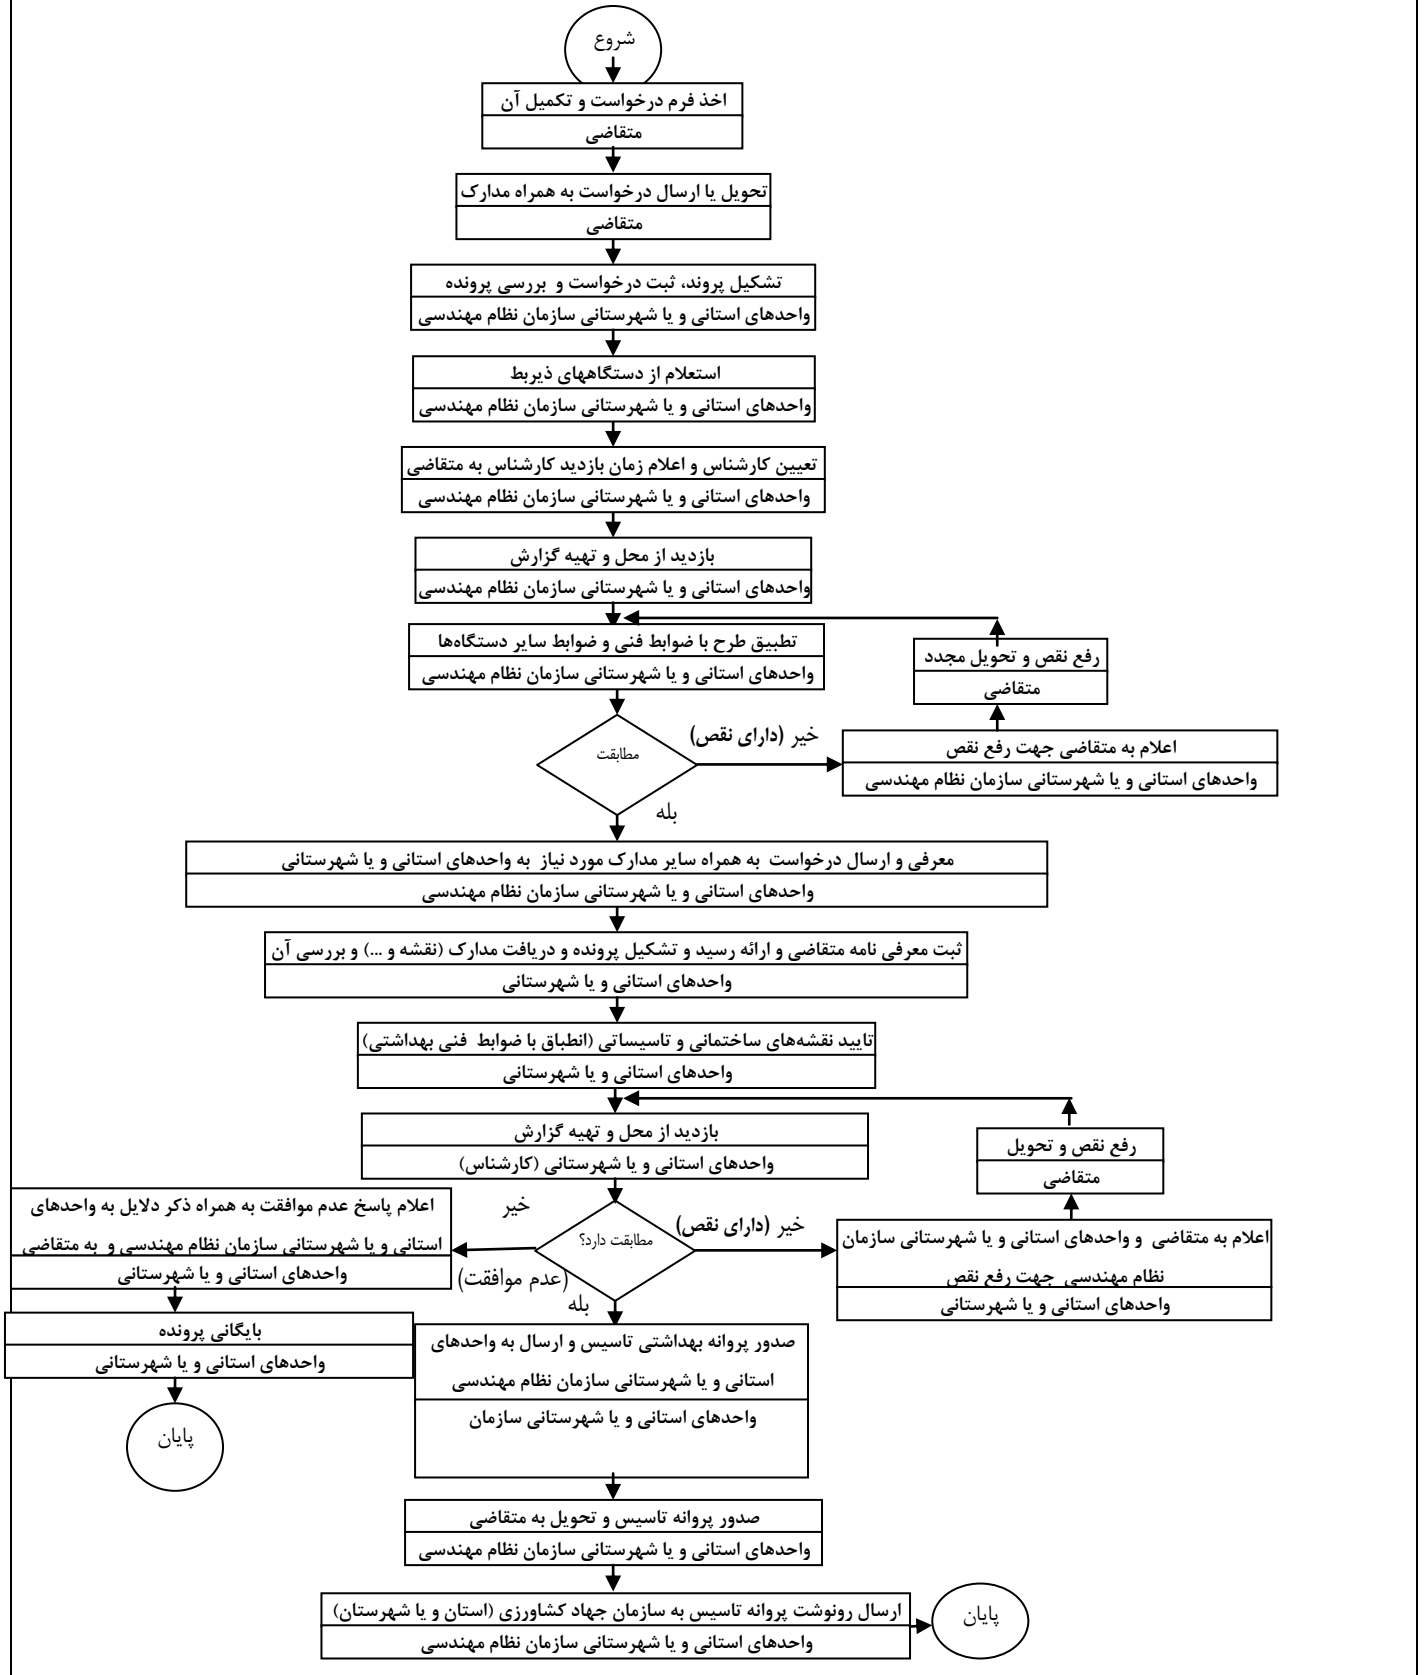 شروع
اخذ فرم درخواست و تکمیل آن
متقاضی
تحویل یا ارسال درخواست به همراه مدارک
متقاضی
تشکیل پروند، ثبت درخواست و بررسی پرونده
واحدهای استانی و یا شهرستانی سازمان نظام مهندسی
استعلام از دستگاههای ذیربط
واحدهای استانی و یا شهرستانی سازمان نظام مهندسی
تعیین کارشناس و اعلام زمان بازدید کارشناس به متقاضی
واحدهای استانی و یا شهرستانی سازمان نظام مهندسی
بازدید از محل و تهیه گزارش
واحدهای استانی و یا شهرستانی سازمان نظام مهندسی
تطبیق طرح با ضوابط فنی و ضوابط سایر دستگاه‌ها
واحدهای استانی و یا شهرستانی سازمان نظام مهندسی
رفع نقص و تحویل مجدد
متقاضی
مطابقت
خیر (دارای نقص)
اعلام به متقاضی جهت رفع نقص
واحدهای استانی و یا شهرستانی سازمان نظام مهندسی
بله
معرفی و ارسال درخواست به همراه سایر مدارک مورد نیاز به واحدهای استانی و یا شهرستانی
واحدهای استانی و یا شهرستانی سازمان نظام مهندسی
ثبت معرفی نامه متقاضی و ارائه رسید و تشکیل پرونده و دریافت مدارک (نقشه و ...) و بررسی آن
واحدهای استانی و یا شهرستانی
تایید نقشه‌های ساختمانی و تاسیساتی (انطباق با ضوابط فنی بهداشتی)
واحدهای استانی و یا شهرستانی
بازدید از محل و تهیه گزارش
واحدهای استانی و یا شهرستانی (کارشناس)
رفع نقص و تحویل
متقاضی
مطابقت دارد؟
خیر (دارای نقص)
اعلام به متقاضی و واحدهای استانی و یا شهرستانی سازمان
نظام مهندسی جهت رفع نقص
واحدهای استانی و یا شهرستانی
خیر
(عدم موافقت)
اعلام پاسخ عدم موافقت به همراه ذکر دلایل به واحدهای
استانی و یا شهرستانی سازمان نظام مهندسی و به متقاضی
واحدهای استانی و یا شهرستانی
بایگانی پرونده
واحدهای استانی و یا شهرستانی
پایان
بله
صدور پروانه بهداشتی تاسیس و ارسال به واحدهای
استانی و یا شهرستانی سازمان نظام مهندسی
واحدهای استانی و یا شهرستانی سازمان
صدور پروانه تاسیس و تحویل به متقاضی
واحدهای استانی و یا شهرستانی سازمان نظام مهندسی
ارسال رونوشت پروانه تاسیس به سازمان جهاد کشاورزی (استان و یا شهرستان)
واحدهای استانی و یا شهرستانی سازمان نظام مهندسی
پایان